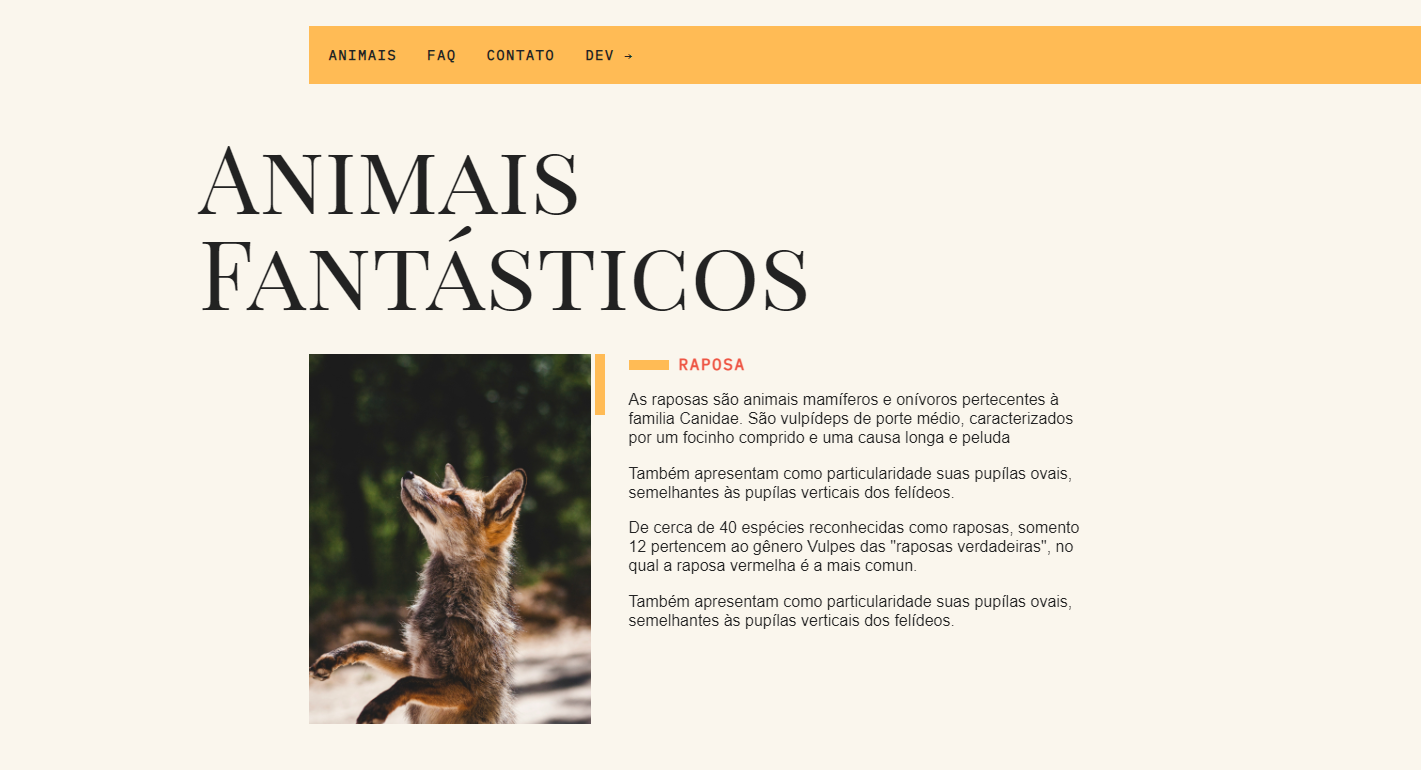 ANIMAIS FAQ CONTATO DEV →
ANIMAIS
FANTÁSTICOS
RAPOSA
As raposas são animais mamíferos e onívoros pertecentes à
familia Canidae. São vulpídeps de porte médio, caracterizados
por um focinho comprido e uma causa longa e peluda
Também apresentam como particularidade suas pupílas ovais,
semelhantes às pupílas verticais dos felídeos.
De cerca de 40 espécies reconhecidas como raposas, somento
12 pertencem ao gênero Vulpes das "raposas verdadeiras", no
qual a raposa vermelha é a mais comun.
Também apresentam como particularidade suas pupílas ovais,
semelhantes às pupílas verticais dos felídeos.